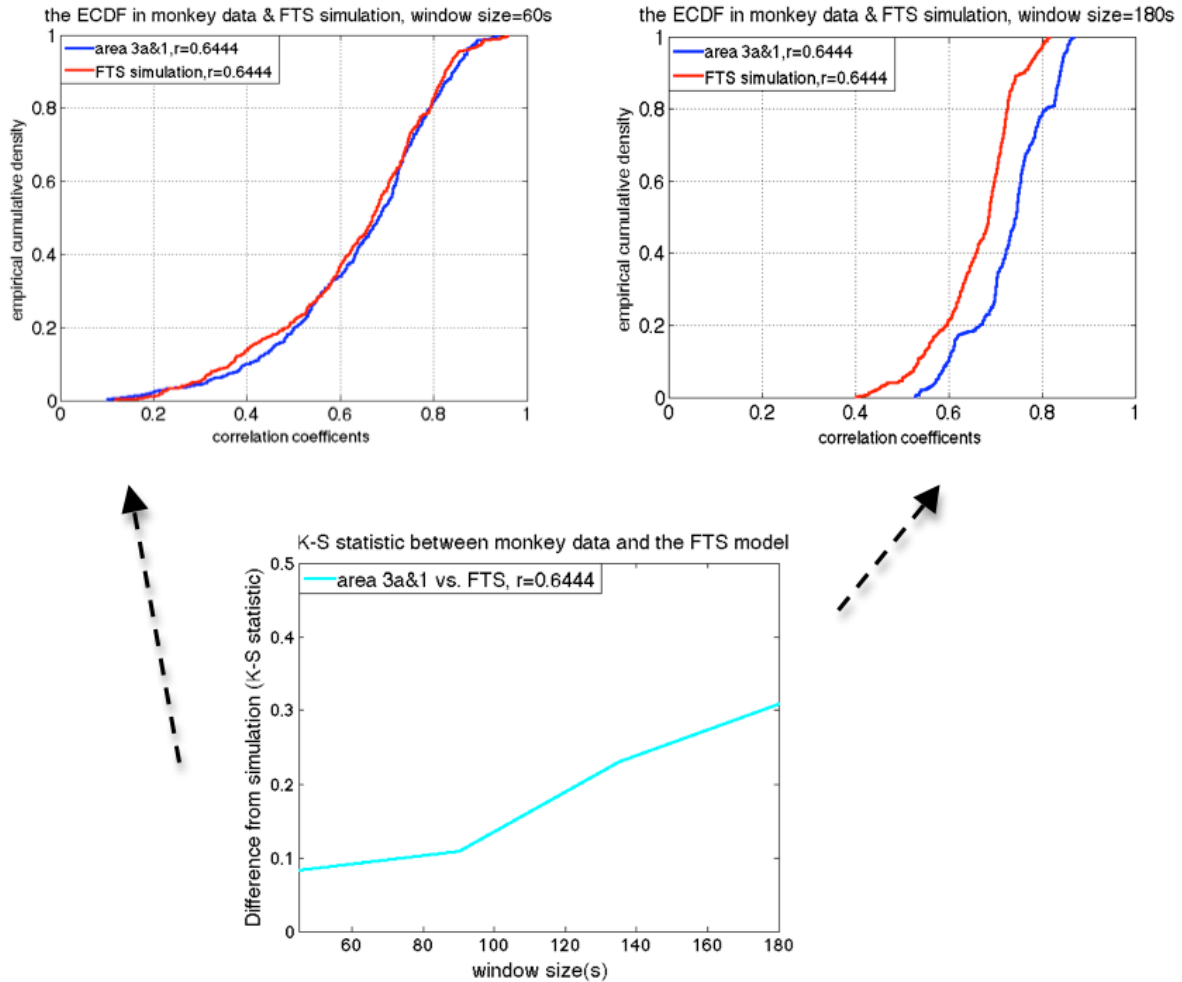 the ECDF in monkey data & FTS simulation, window size=60s
area 3a&1,r=0.6444
FTS simulation,r=0.6444
empirical cumulative density
1
0.8
0.6
0.4
0.2
0
0 0.2 0.4 0.6 0.8 1
correlation coefficents
the ECDF in monkey data & FTS simulation, window size=180s
area 3a&1,r=0.6444
FTS simulation,r=0.6444
empirical cumulative density
1
0.8
0.6
0.4
0.2
0
0 0.2 0.4 0.6 0.8 1
correlation coefficents
K-S statistic between monkey data and the FTS model
area 3a&1 vs. FTS, r=0.6444
Difference from simulation (K-S statistic)
0.5
0.4
0.3
0.2
0.1
0
60 80 100 120 140 160 180
window size(s)